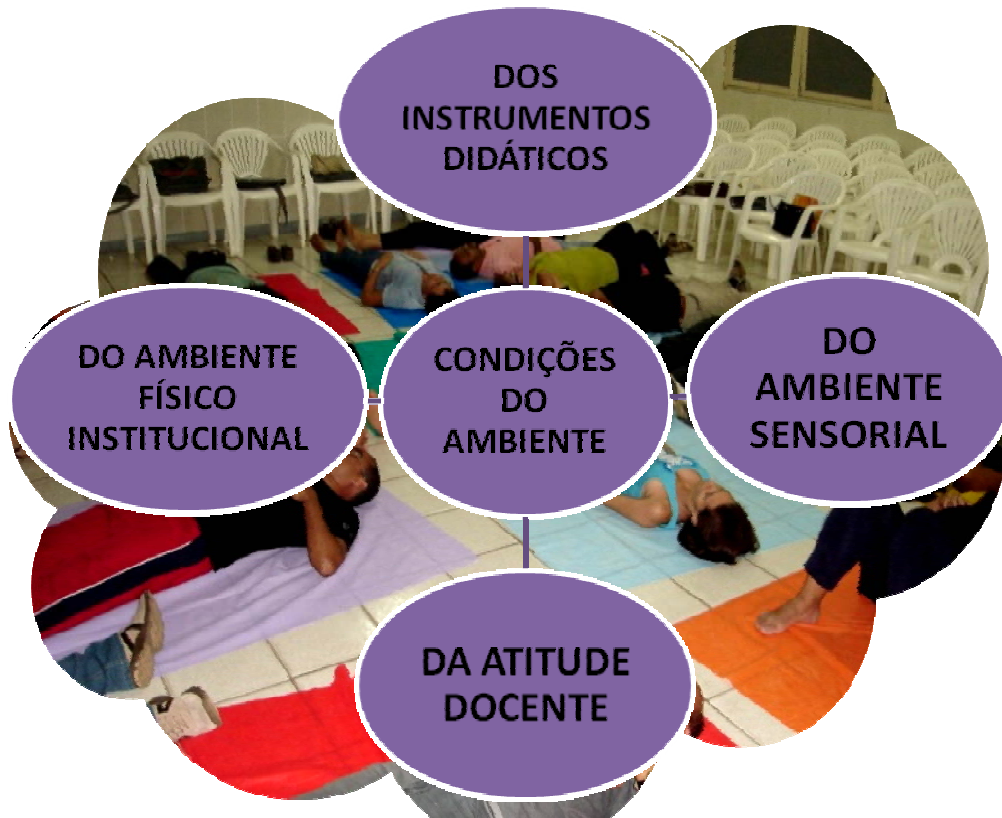 DOS
INSTRUMENTOS
DIDÁTICOS
DO AMBIENTE
FÍSICO
INSTITUCIONAL
CONDIÇÕES
DO
AMBIENTE
DO
AMBIENTE
SENSORIAL
DA ATITUDE
DOCENTE